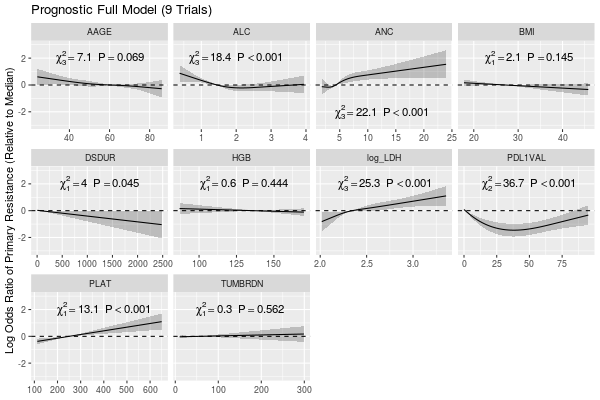 Prognostic Full Model (9 Trials)
Log Odds Ratio of Primary Resistance (Relative to Median)
AAGE ALC ANC BMI
χ²₃ = 7.1 P = 0.069 χ²₃ = 18.4 P < 0.001 χ²₃ = 22.1 P < 0.001 χ²₁ = 2.1 P = 0.145
2
0
-2
40 60 80 1 2 3 4 5 10 15 20 25 20 30 40
DSDUR HGB log_LDH PDL1VAL
χ²₁ = 4 P = 0.045 χ²₁ = 0.6 P = 0.444 χ²₃ = 25.3 P < 0.001 χ²₂ = 36.7 P < 0.001
2
0
-2
0 500 1000 1500 2000 2500 100 125 150 2.0 2.5 3.0 0 25 50 75
PLAT TUMBRDN
χ²₁ = 13.1 P < 0.001 χ²₁ = 0.3 P = 0.562
2
0
-2
100 200 300 400 500 600 0 100 200 300